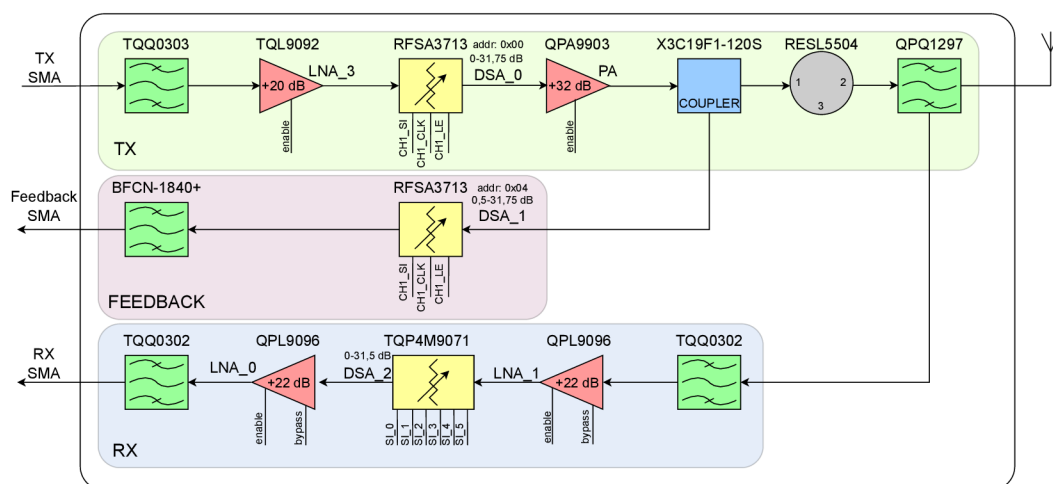 TX
SMA
TQQ0303
TQL9092
+20 dB
LNA_3
enable
RFSA3713
addr: 0x00
0-31,75 dB
DSA_0
CH1_SI
CH1_CLK
CH1_LE
QPA9903
+32 dB
PA
enable
X3C19F1-120S
COUPLER
RESL5504
1
2
3
QPQ1297
TX
Feedback
SMA
BFCN-1840+
RFSA3713
addr: 0x04
0,5-31,75 dB
DSA_1
CH1_SI
CH1_CLK
CH1_LE
FEEDBACK
RX
SMA
TQQ0302
LNA_0
QPL9096
+22 dB
enable
bypass
TQP4M9071
0-31,5 dB
DSA_2
SI_0
SI_1
SI_2
SI_3
SI_4
SI_5
LNA_1
QPL9096
+22 dB
enable
bypass
TQQ0302
RX